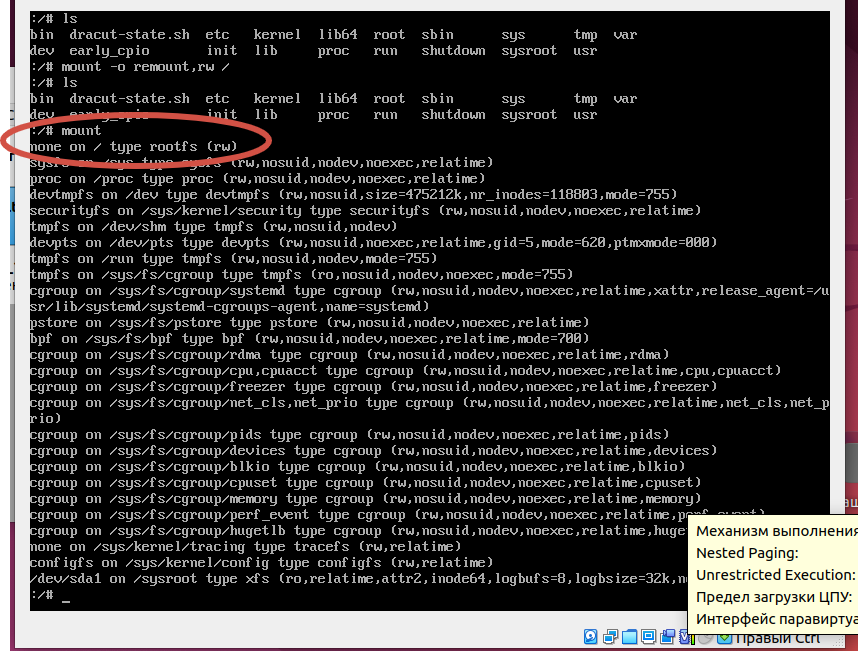 :/# ls
bin  dracut-state.sh  etc   kernel  lib64  root  sbin      sys      tmp  var
dev  early_cpio       init  lib     proc   run   shutdown  sysroot  usr
:/# mount -o remount,rw /
:/# ls
bin  dracut-state.sh  etc   kernel  lib64  root  sbin      sys      tmp  var
dev  early_cpio       init  lib     proc   run   shutdown  sysroot  usr
:/# mount
none on / type rootfs (rw)
sysfs on /sys type sysfs (rw,nosuid,nodev,noexec,relatime)
proc on /proc type proc (rw,nosuid,nodev,noexec,relatime)
devtmpfs on /dev type devtmpfs (rw,nosuid,size=475212k,nr_inodes=118803,mode=755)
securityfs on /sys/kernel/security type securityfs (rw,nosuid,nodev,noexec,relatime)
tmpfs on /dev/shm type tmpfs (rw,nosuid,nodev)
devpts on /dev/pts type devpts (rw,nosuid,noexec,relatime,gid=5,mode=620,ptmxmode=000)
tmpfs on /run type tmpfs (rw,nosuid,nodev,mode=755)
tmpfs on /sys/fs/cgroup type tmpfs (ro,nosuid,nodev,noexec,mode=755)
cgroup on /sys/fs/cgroup/systemd type cgroup (rw,nosuid,nodev,noexec,relatime,xattr,release_agent=/u
sr/lib/systemd/systemd-cgroups-agent,name=systemd)
pstore on /sys/fs/pstore type pstore (rw,nosuid,nodev,noexec,relatime)
bpf on /sys/fs/bpf type bpf (rw,nosuid,nodev,noexec,relatime,mode=700)
cgroup on /sys/fs/cgroup/rdma type cgroup (rw,nosuid,nodev,noexec,relatime,rdma)
cgroup on /sys/fs/cgroup/cpu,cpuacct type cgroup (rw,nosuid,nodev,noexec,relatime,cpu,cpuacct)
cgroup on /sys/fs/cgroup/freezer type cgroup (rw,nosuid,nodev,noexec,relatime,freezer)
cgroup on /sys/fs/cgroup/net_cls,net_prio type cgroup (rw,nosuid,nodev,noexec,relatime,net_cls,net_p
rio)
cgroup on /sys/fs/cgroup/pids type cgroup (rw,nosuid,nodev,noexec,relatime,pids)
cgroup on /sys/fs/cgroup/devices type cgroup (rw,nosuid,nodev,noexec,relatime,devices)
cgroup on /sys/fs/cgroup/blkio type cgroup (rw,nosuid,nodev,noexec,relatime,blkio)
cgroup on /sys/fs/cgroup/cpuset type cgroup (rw,nosuid,nodev,noexec,relatime,cpuset)
cgroup on /sys/fs/cgroup/memory type cgroup (rw,nosuid,nodev,noexec,relatime,memory)
cgroup on /sys/fs/cgroup/perf_event type cgroup (rw,nosuid,nodev,noexec,relatime,perf_event)
cgroup on /sys/fs/cgroup/hugetlb type cgroup (rw,nosuid,nodev,noexec,relatime,huge
none on /sys/kernel/tracing type tracefs (rw,relatime)
configfs on /sys/kernel/config type configfs (rw,relatime)
/dev/sda1 on /sysroot type xfs (ro,relatime,attr2,inode64,logbufs=8,logbsize=32k,n
:/# _
Механизм выполнения
Nested Paging:
Unrestricted Execution:
Предел загрузки ЦПУ:
Интерфейс паравиртуа
Правый Ctrl